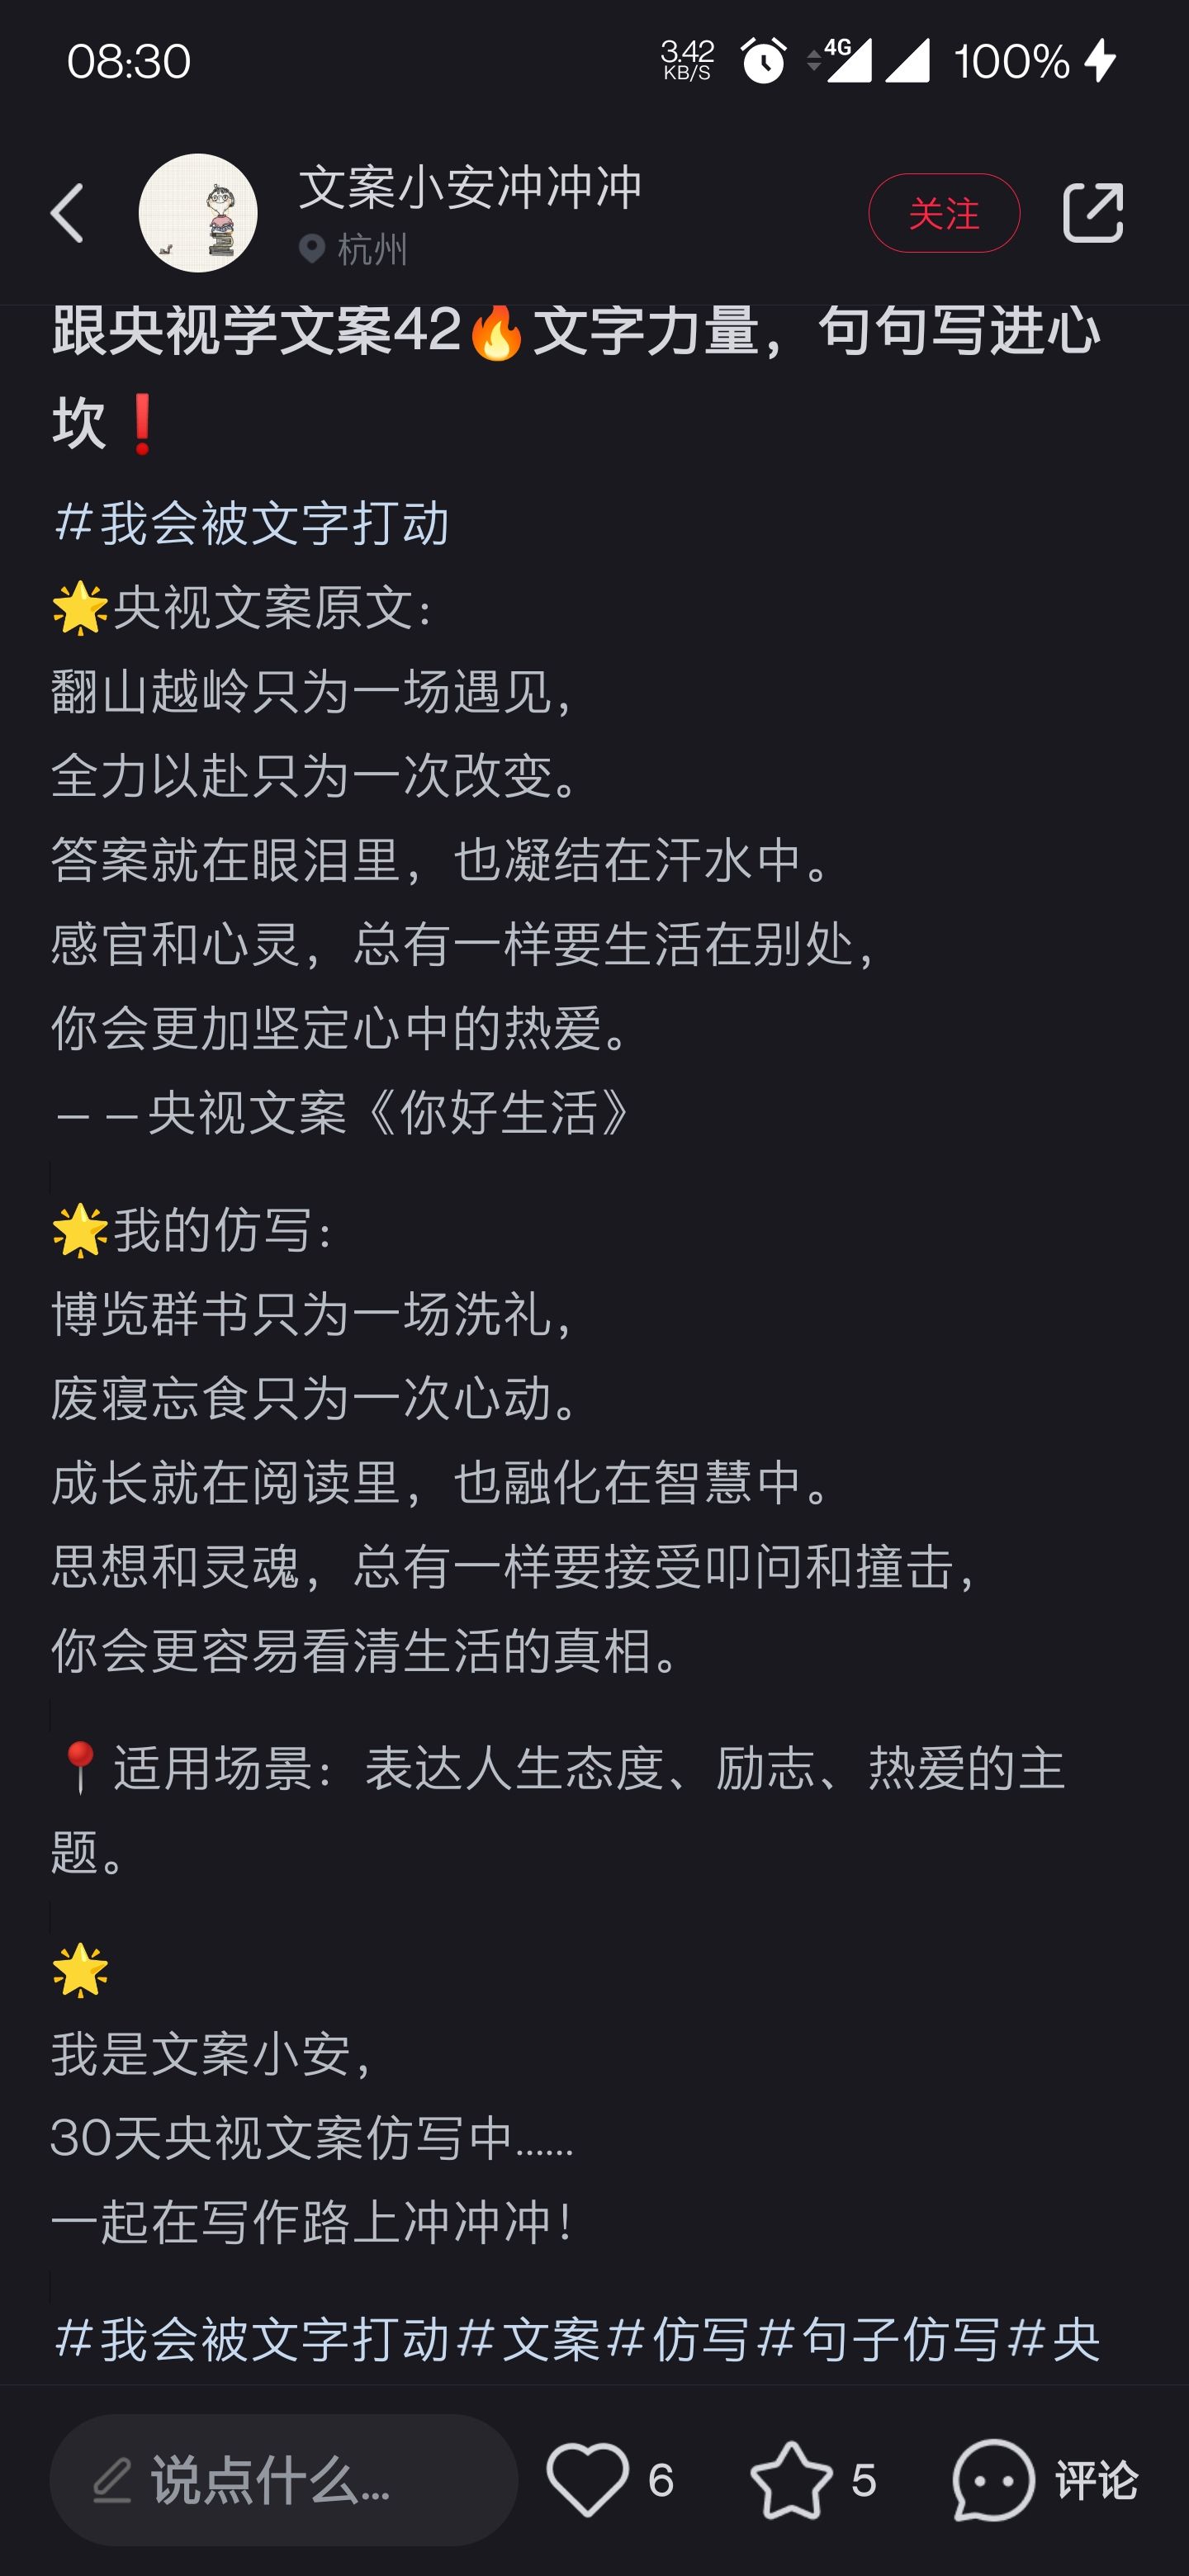 08:30
3.42
KB/S
4G
100%
文案小安冲冲冲
杭州
关注
跟央视学文案42🔥文字力量，句句写进心
坎❗
#我会被文字打动
🌟央视文案原文：
翻山越岭只为一场遇见，
全力以赴只为一次改变。
答案就在眼泪里，也凝结在汗水中。
感官和心灵，总有一样要生活在别处，
你会更加坚定心中的热爱。
——央视文案《你好生活》
🌟我的仿写：
博览群书只为一场洗礼，
废寝忘食只为一次心动。
成长就在阅读里，也融化在智慧中。
思想和灵魂，总有一样要接受叩问和撞击，
你会更容易看清生活的真相。
📍适用场景：表达人生态度、励志、热爱的主
题。
🌟
我是文案小安，
30天央视文案仿写中......
一起在写作路上冲冲冲！
#我会被文字打动#文案#仿写#句子仿写#央
说点什么...
6
5
评论